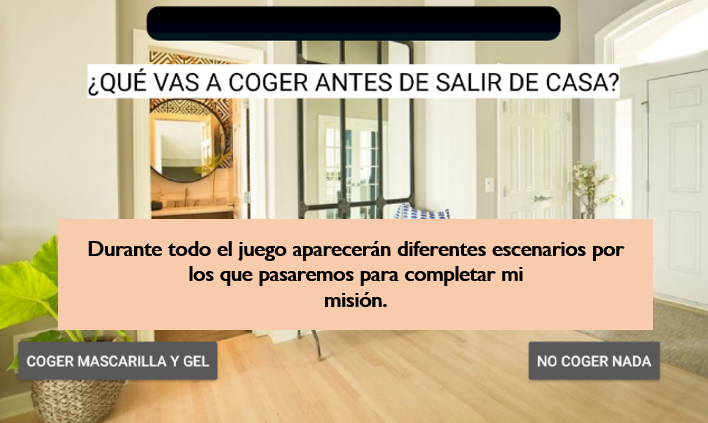 ¿QUÉ VAS A COGER ANTES DE SALIR DE CASA?
Durante todo el juego aparecerán diferentes escenarios por
los que pasaremos para completar mi
misión.
COGER MASCARILLA Y GEL
NO COGER NADA